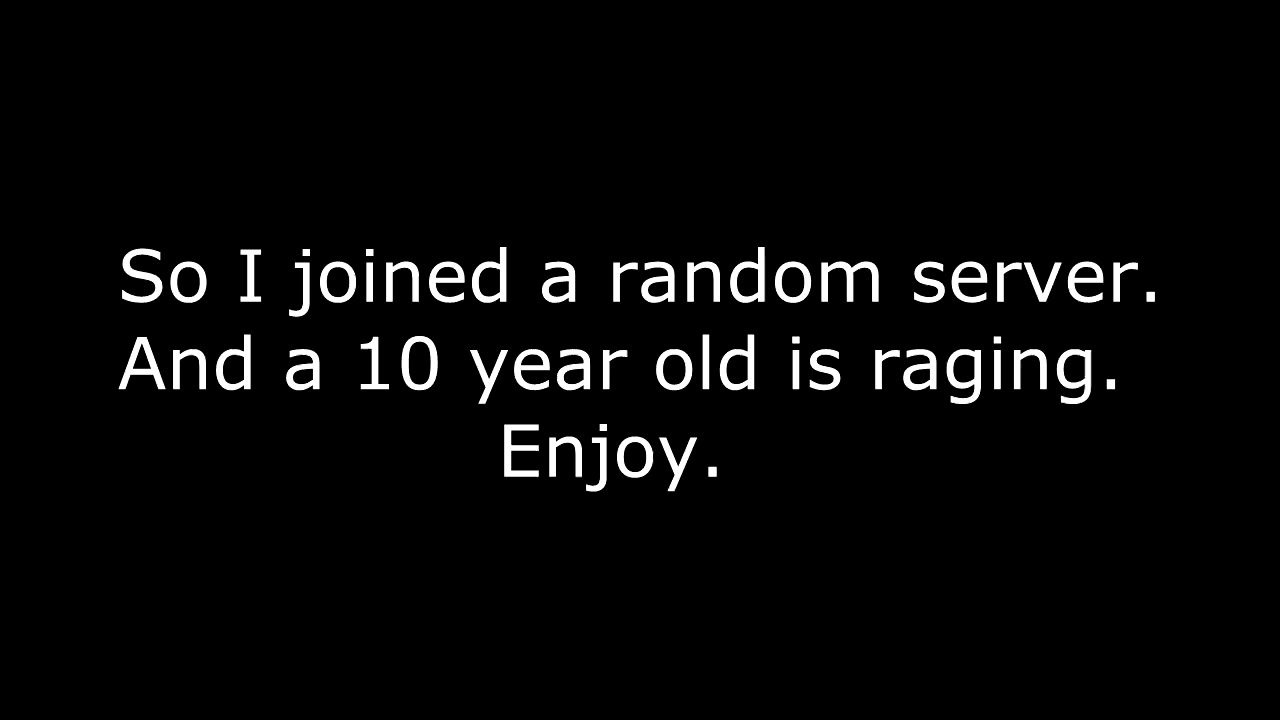 So I joined a random server.
And a 10 year old is raging.
Enjoy.